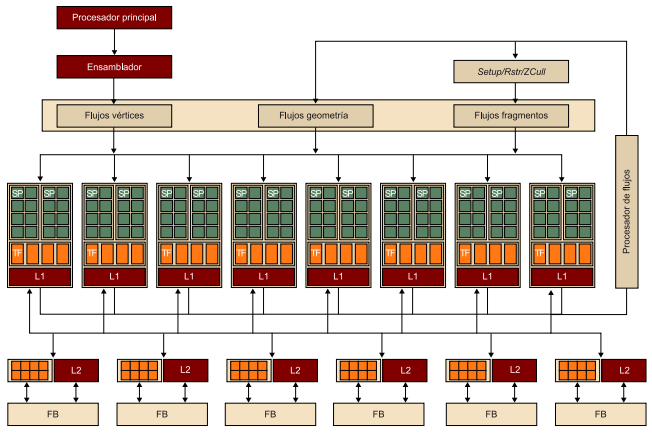 Procesador principal
Ensamblador
Setup/Rstr/ZCull
Flujos vértices
Flujos geometría
Flujos fragmentos
Procesador de flujos
SP SP SP SP SP SP SP SP SP SP SP SP SP SP SP SP
TF TF TF TF TF TF TF TF
L1 L1 L1 L1 L1 L1 L1 L1
L2 L2 L2 L2 L2 L2
FB FB FB FB FB FB